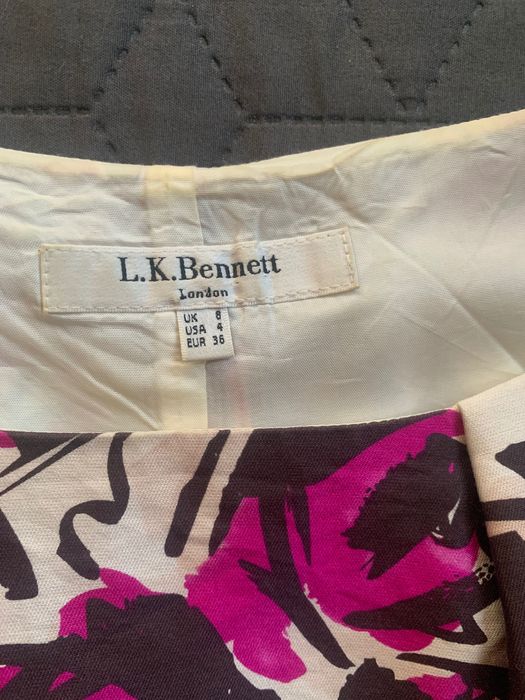 L.K.Bennett
London
UK 8
USA 4
EUR 36